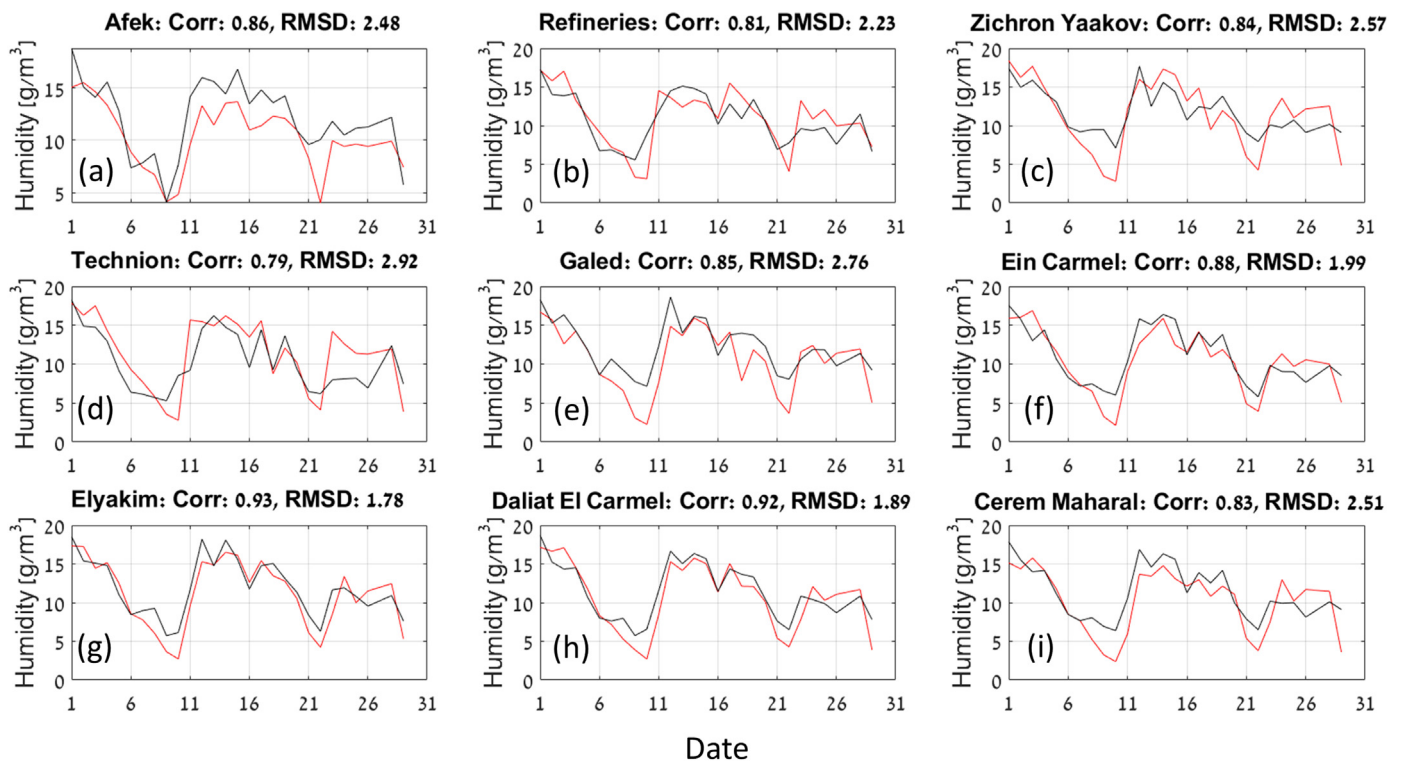 Afek: Corr: 0.86, RMSD: 2.48
Humidity [g/m³]
15
10
5
(a)
1 6 11 16 21 26 31
Refineries: Corr: 0.81, RMSD: 2.23
Humidity [g/m³]
20
15
10
5
0
(b)
1 6 11 16 21 26 31
Zichron Yaakov: Corr: 0.84, RMSD: 2.57
Humidity [g/m³]
20
15
10
5
0
(c)
1 6 11 16 21 26 31
Technion: Corr: 0.79, RMSD: 2.92
Humidity [g/m³]
20
15
10
5
0
(d)
1 6 11 16 21 26 31
Galed: Corr: 0.85, RMSD: 2.76
Humidity [g/m³]
20
15
10
5
0
(e)
1 6 11 16 21 26 31
Ein Carmel: Corr: 0.88, RMSD: 1.99
Humidity [g/m³]
20
15
10
5
0
(f)
1 6 11 16 21 26 31
Elyakim: Corr: 0.93, RMSD: 1.78
Humidity [g/m³]
20
15
10
5
0
(g)
1 6 11 16 21 26 31
Daliat El Carmel: Corr: 0.92, RMSD: 1.89
Humidity [g/m³]
20
15
10
5
0
(h)
1 6 11 16 21 26 31
Cerem Maharal: Corr: 0.83, RMSD: 2.51
Humidity [g/m³]
20
15
10
5
0
(i)
1 6 11 16 21 26 31
Date